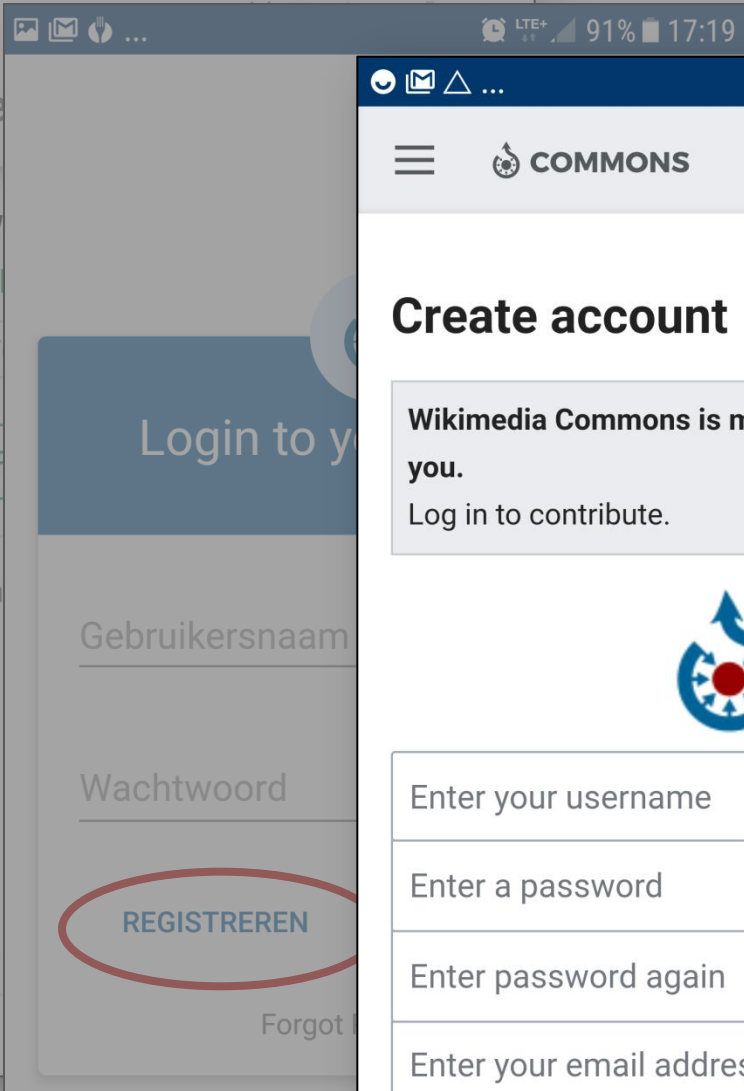 ... LTE+ 91% 17:19
Login to
Gebruikersnaam
Wachtwoord
REGISTREREN
Forgot
...
COMMONS
Create account
Wikimedia Commons is
you.
Log in to contribute.
Enter your username
Enter a password
Enter password again
Enter your email